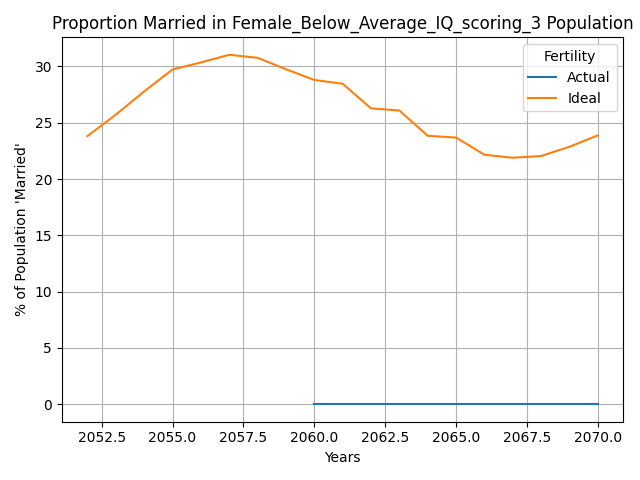 Proportion Married in Female_Below_Average_IQ_scoring_3 Population
Fertility
Actual
Ideal
% of Population 'Married'
30
25
20
15
10
5
0
2052.5 2055.0 2057.5 2060.0 2062.5 2065.0 2067.5 2070.0
Years